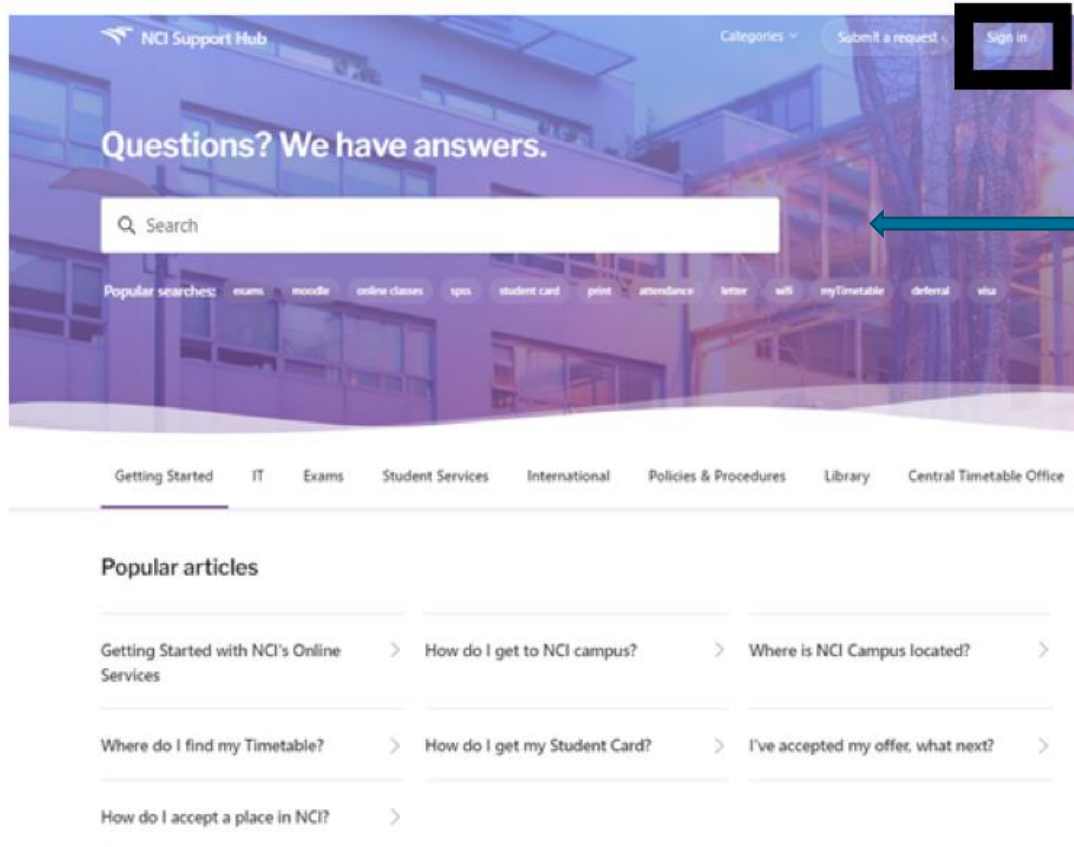 NCI Support Hub
Categories
Submit a request
Sign in
Questions? We have answers.
Search
Popular searches: exams moodle online classes spss student card print attendance letter wifi myTimetable deferral visa
Getting Started IT Exams Student Services International Policies & Procedures Library Central Timetable Office
Popular articles
Getting Started with NCI's Online
Services
How do I get to NCI campus?
Where is NCI Campus located?
Where do I find my Timetable?
How do I get my Student Card?
I've accepted my offer, what next?
How do I accept a place in NCI?